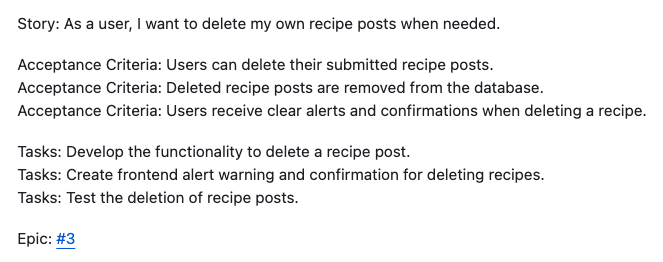 Story: As a user, I want to delete my own recipe posts when needed.
Acceptance Criteria: Users can delete their submitted recipe posts.
Acceptance Criteria: Deleted recipe posts are removed from the database.
Acceptance Criteria: Users receive clear alerts and confirmations when deleting a recipe.
Tasks: Develop the functionality to delete a recipe post.
Tasks: Create frontend alert warning and confirmation for deleting recipes.
Tasks: Test the deletion of recipe posts.
Epic: #3